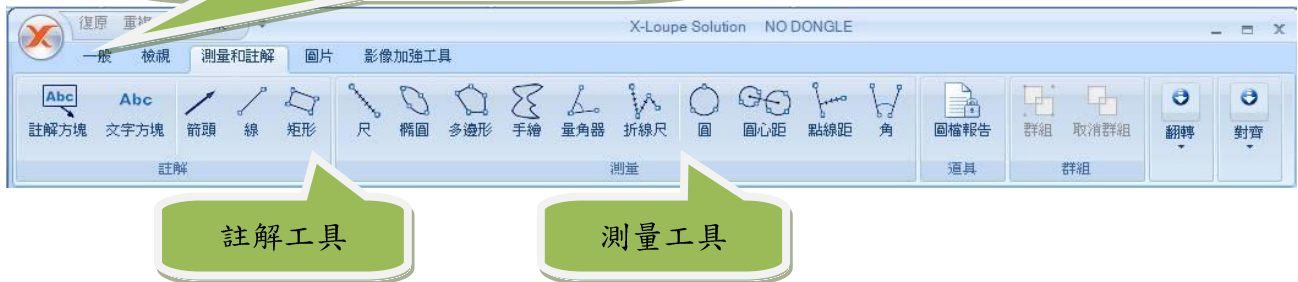 復原 重複
X-Loupe Solution NO DONGLE
一般 檢視 測量和註解 圖片 影像加強工具
Abc Abc
註解方塊 文字方塊 箭頭 線 矩形 尺 橢圓 多邊形 手繪 量角器 折線尺 圓 圓心距 點線距 角 圖檔報告 群組 取消群組 翻轉 對齊
註解 測量 道具 群組
註解工具 測量工具